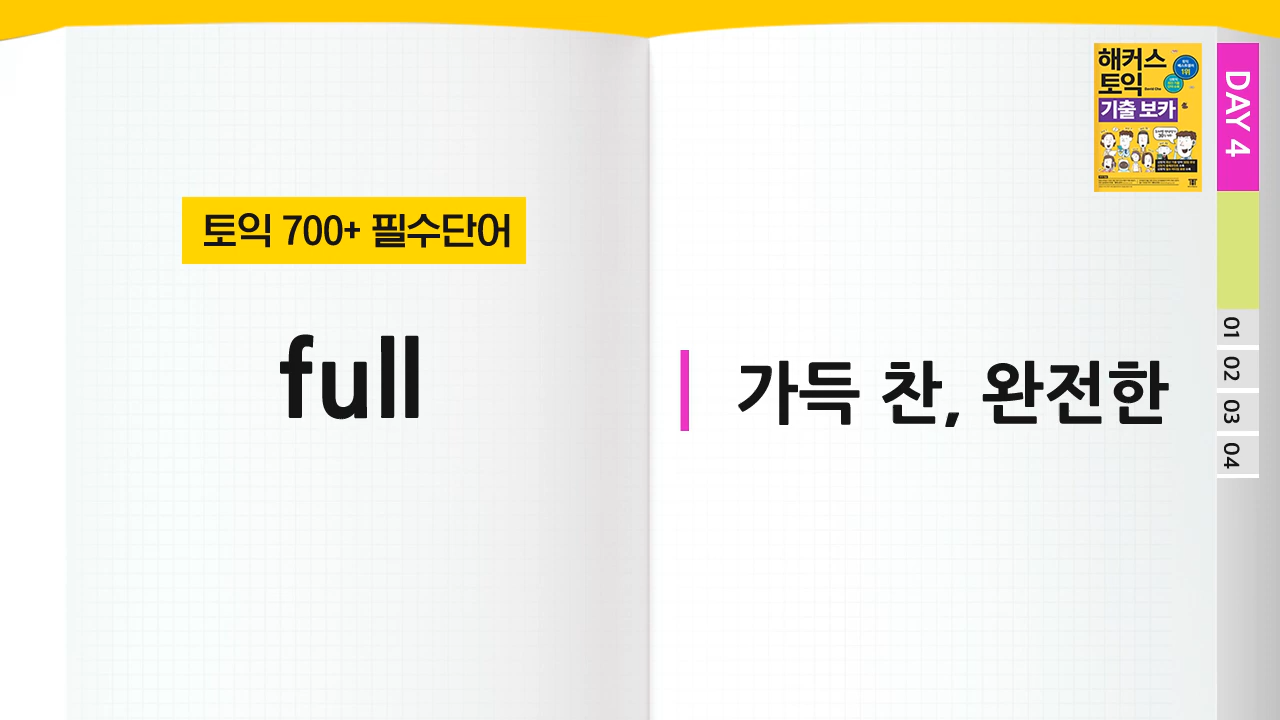 토익 700+ 필수단어
full
가득 찬, 완전한
해커스
토익
기출 보카
DAY 4
01
02
03
04